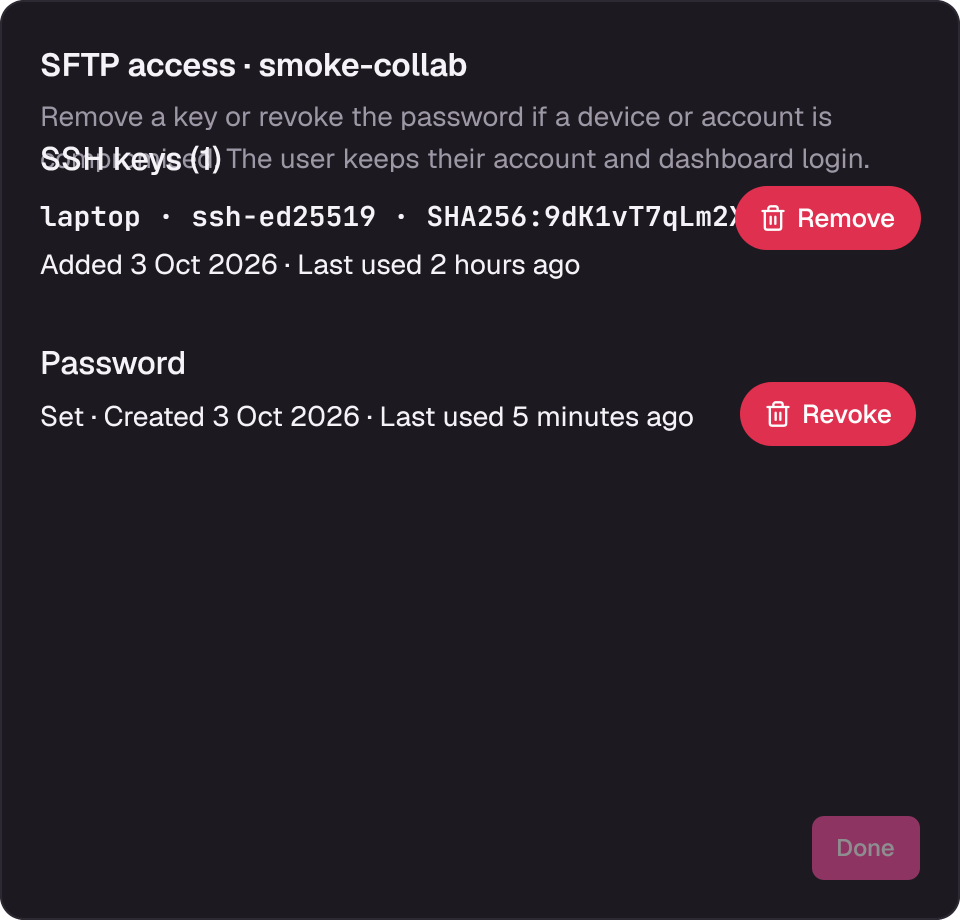 SFTP access · smoke-collab
Remove a key or revoke the password if a device or account is
The user keeps their account and dashboard login.
SSH keys (1)
laptop · ssh-ed25519 · SHA256:9dK1vT7qLm2
Remove
Added 3 Oct 2026 · Last used 2 hours ago
Password
Set · Created 3 Oct 2026 · Last used 5 minutes ago
Revoke
Done